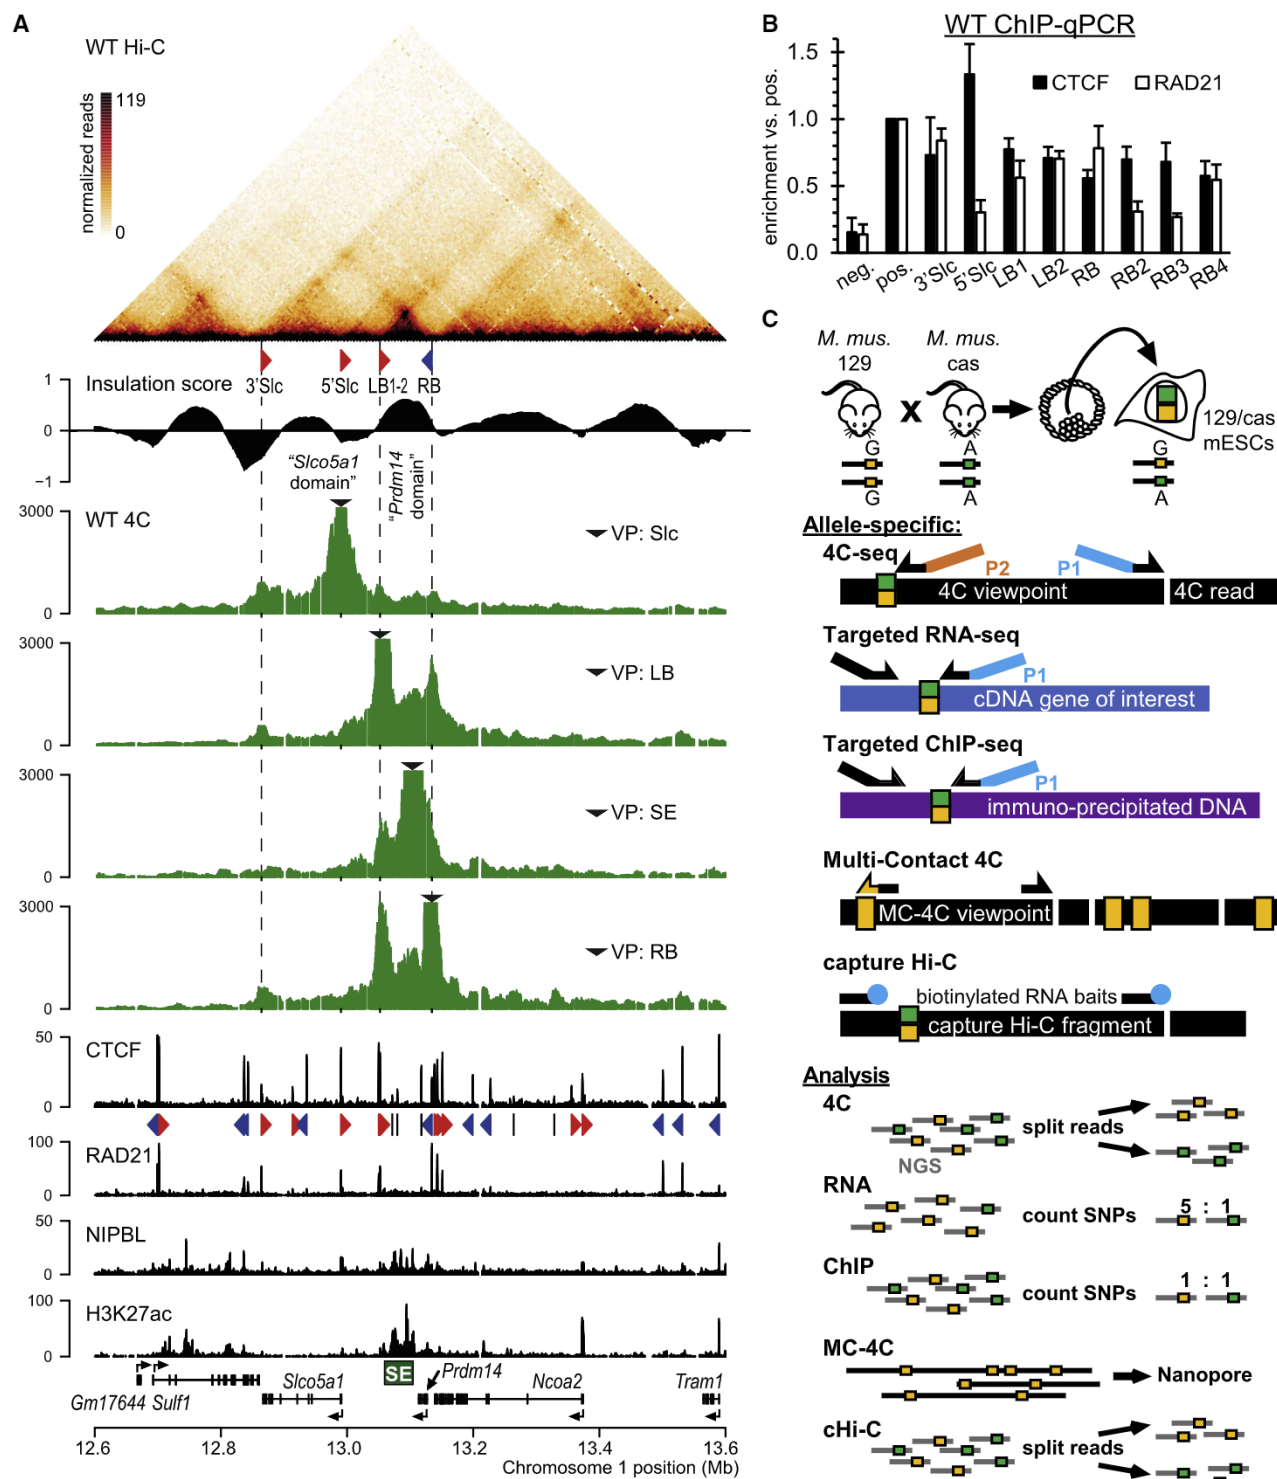 A
WT Hi-C
normalized reads
119
0
3'Slc
5'Slc
LB1-2
RB
Insulation score
1
0
−1
"Slco5a1
domain"
"Prdm14
domain"
WT 4C
3000
0
VP: Slc
3000
0
VP: LB
3000
0
VP: SE
3000
0
VP: RB
CTCF
50
0
RAD21
100
0
NIPBL
50
0
H3K27ac
100
0
SE
Prdm14
Slco5a1
Ncoa2
Tram1
Gm17644 Sulf1
12.6 12.8 13.0 13.2 13.4 13.6
Chromosome 1 position (Mb)
B
WT ChIP-qPCR
enrichment vs. pos.
1.5
1.0
0.5
0.0
CTCF RAD21
neg. pos. 3'Slc 5'Slc LB1 LB2 RB RB2 RB3 RB4
C
M. mus.
129
M. mus.
cas
X
G
G
A
A
129/cas
mESCs
G
A
Allele-specific:
4C-seq
P2
P1
4C viewpoint
4C read
Targeted RNA-seq
P1
cDNA gene of interest
Targeted ChIP-seq
P1
immuno-precipitated DNA
Multi-Contact 4C
MC-4C viewpoint
capture Hi-C
biotinylated RNA baits
capture Hi-C fragment
Analysis
4C
split reads
NGS
RNA
count SNPs
5 : 1
ChIP
count SNPs
1 : 1
MC-4C
Nanopore
cHi-C
split reads